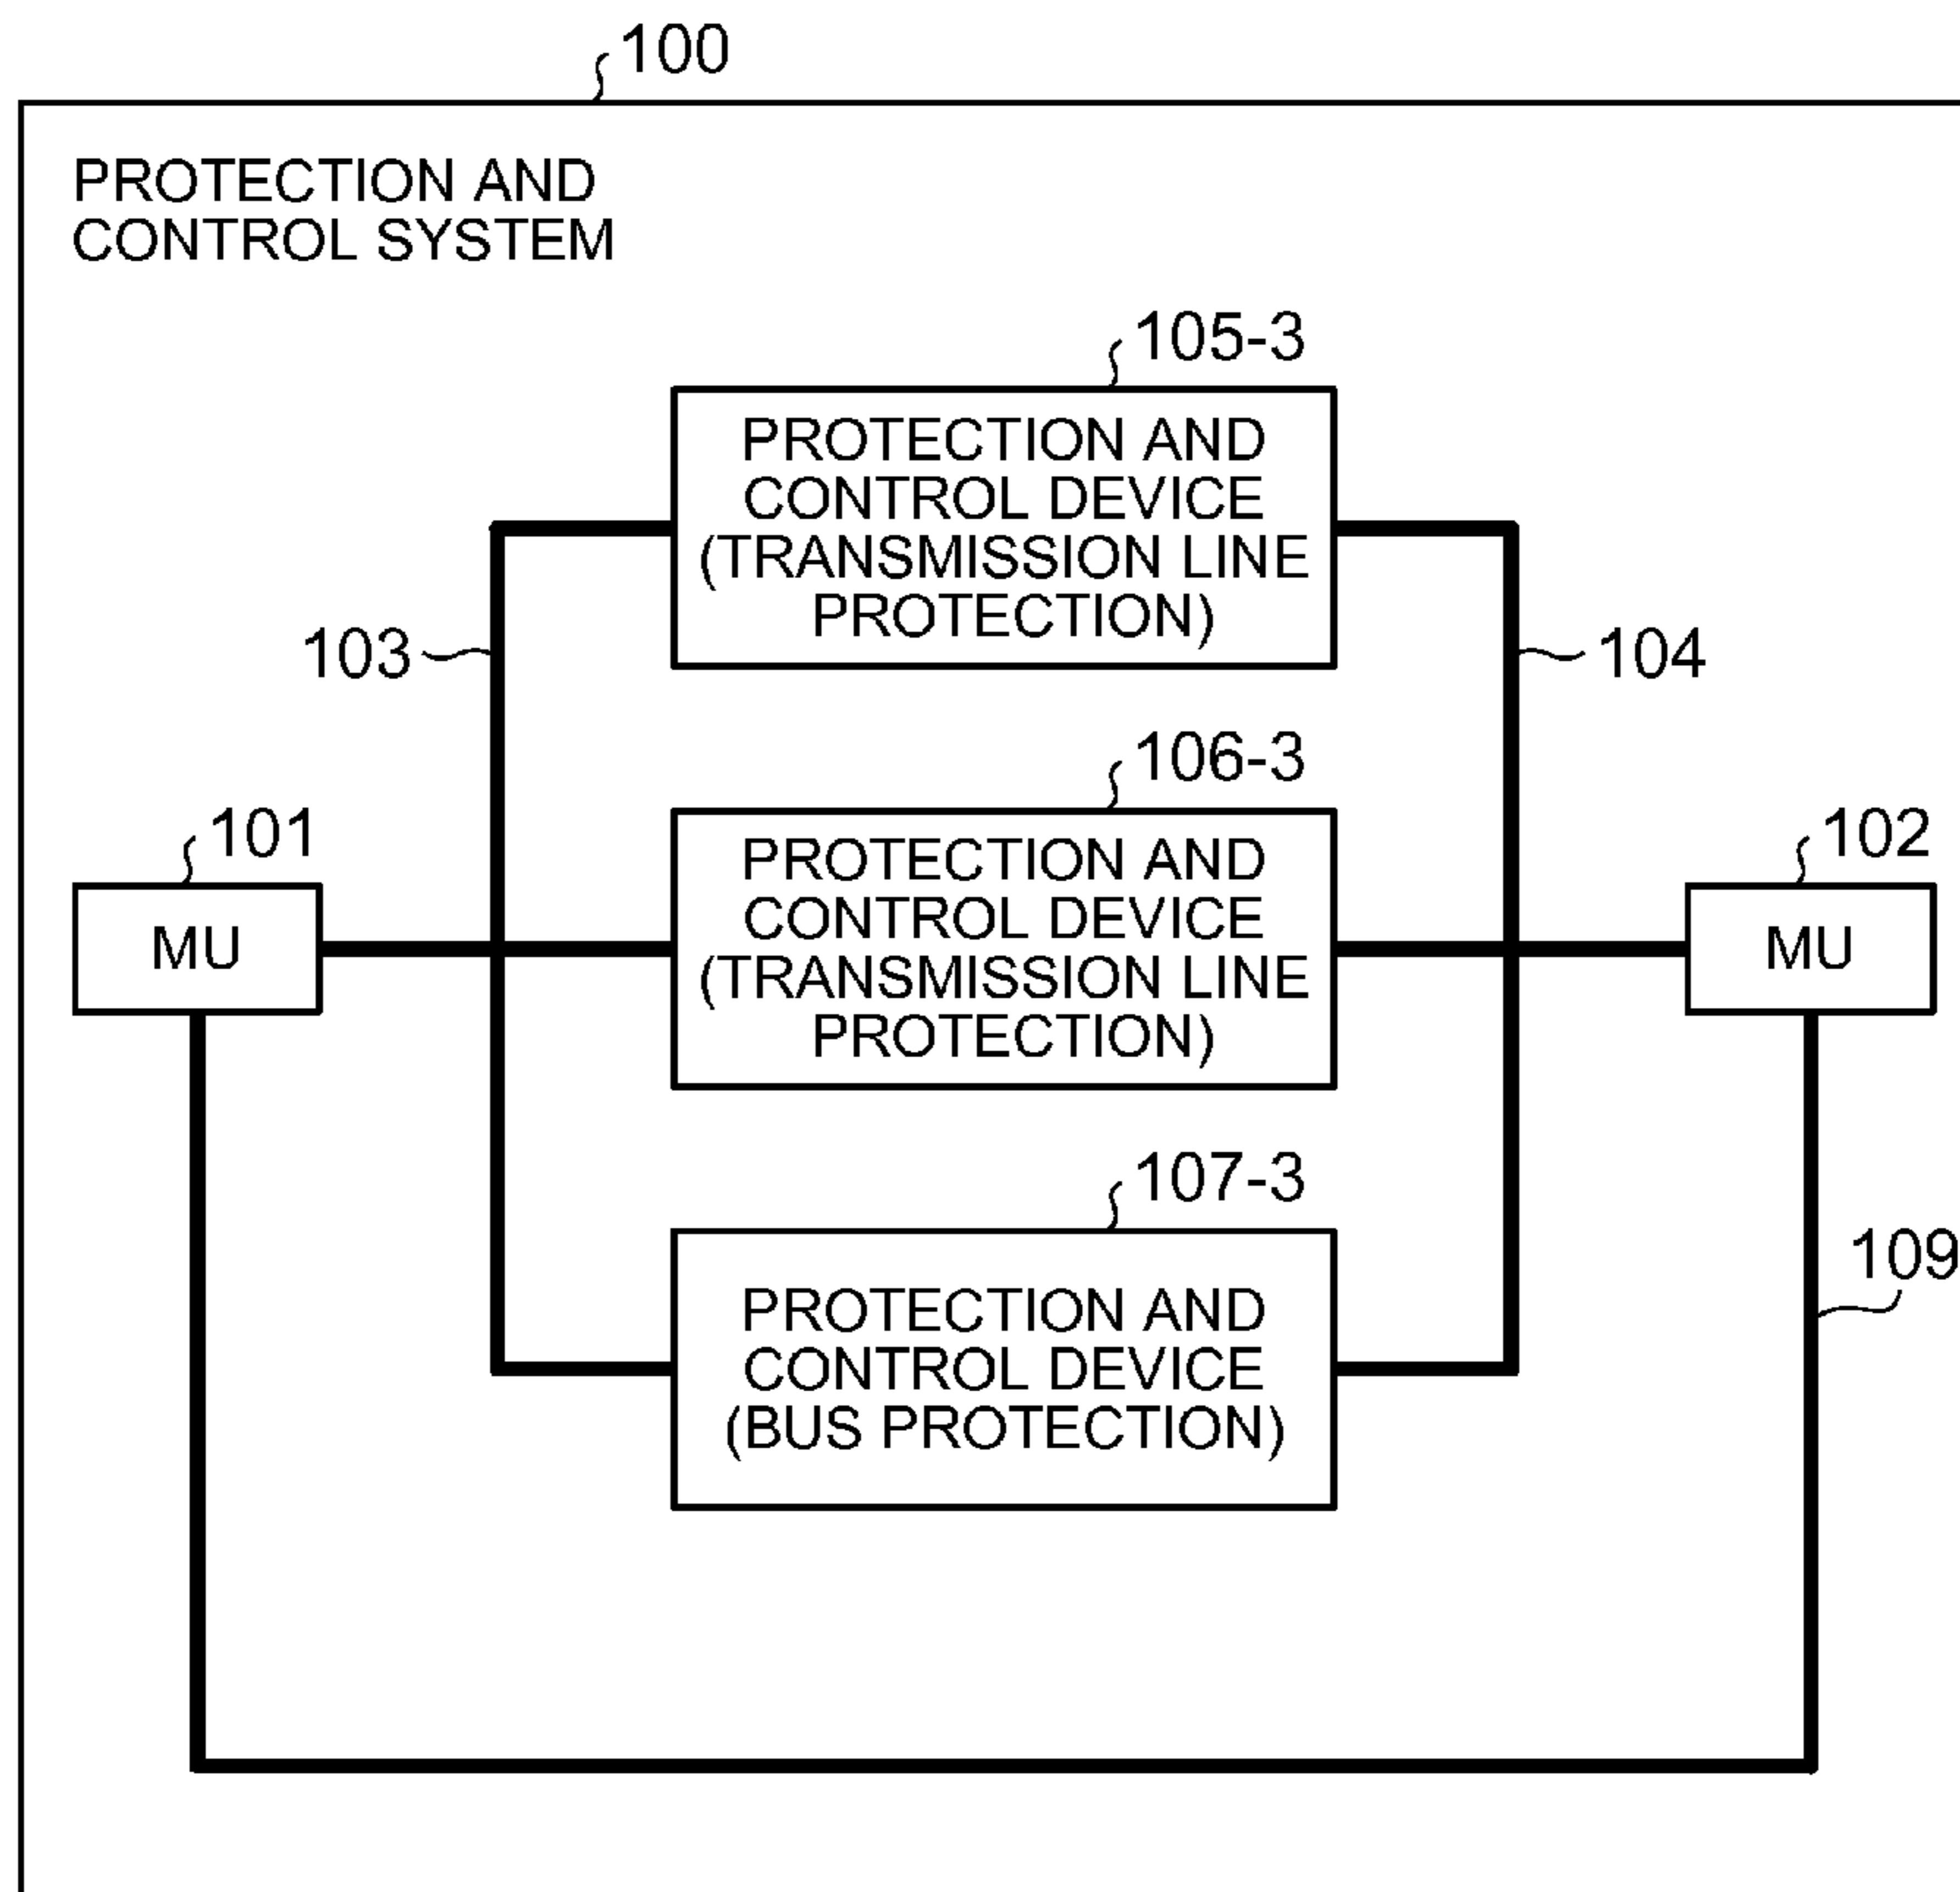 100
PROTECTION AND
CONTROL SYSTEM
105-3
PROTECTION AND
CONTROL DEVICE
(TRANSMISSION LINE
PROTECTION)
103
104
106-3
PROTECTION AND
CONTROL DEVICE
(TRANSMISSION LINE
PROTECTION)
101
MU
102
MU
107-3
PROTECTION AND
CONTROL DEVICE
(BUS PROTECTION)
109